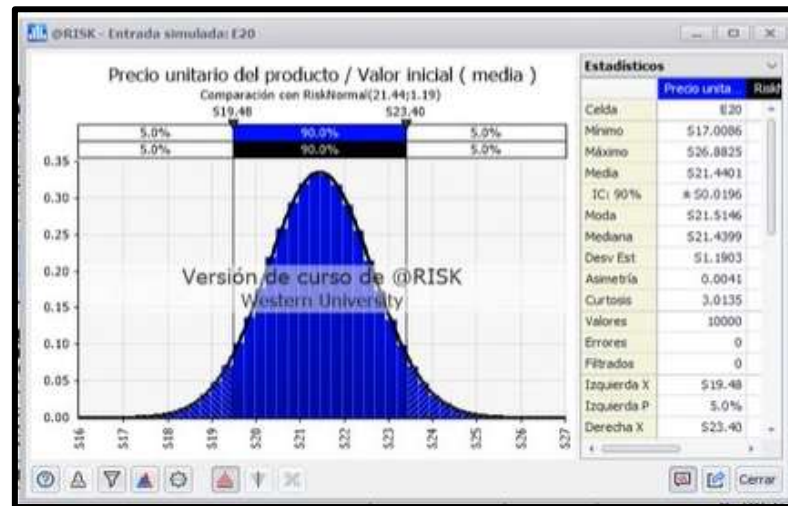 @RISK - Entrada simulada: E20
Precio unitario del producto / Valor inicial ( media )
Comparación con RiskNormal(21.44;1.19)
$19.48 $23.40
5.0% 90.0% 5.0%
5.0% 90.0% 5.0%
0.35
0.30
0.25
0.20
0.15
0.10
0.05
0.00
$16 $17 $18 $19 $20 $21 $22 $23 $24 $25 $26 $27
Versión de curso de @RISK
Western University
Estadísticos
Precio unita
Celda E20
Mínimo $17.0086
Máximo $26.8825
Media $21.4401
IC: 90% ± $0.0196
Moda $21.5146
Mediana $21.4399
Desv Est $1.1903
Asimetría 0.0041
Curtosis 3.0135
Valores 10000
Errores 0
Filtrados 0
Izquierda X $19.48
Izquierda P 5.0%
Derecha X $23.40
Cerrar